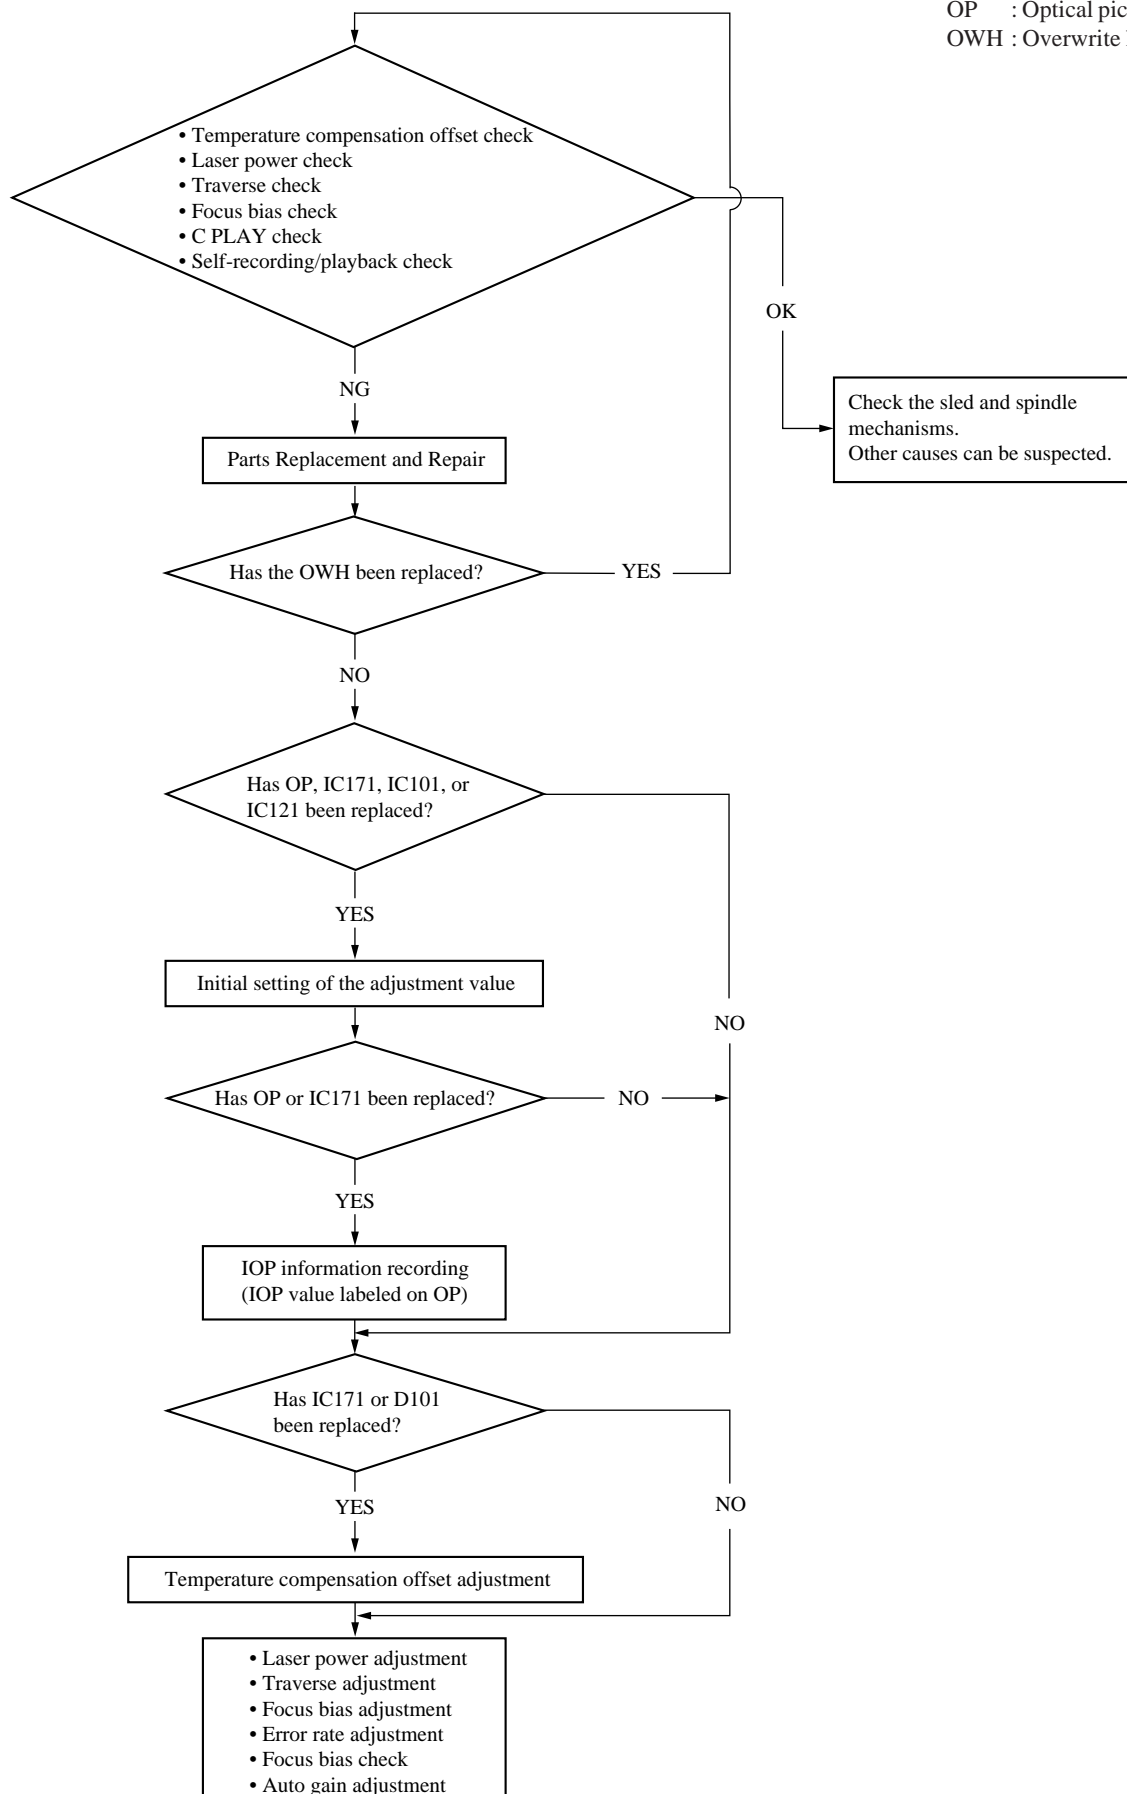 OP : Optical pic
OWH : Overwrite
• Temperature compensation offset check
• Laser power check
• Traverse check
• Focus bias check
• C PLAY check
• Self-recording/playback check
OK
NG
Check the sled and spindle
mechanisms.
Other causes can be suspected.
Parts Replacement and Repair
Has the OWH been replaced?
YES
NO
Has OP, IC171, IC101, or
IC121 been replaced?
YES
Initial setting of the adjustment value
NO
Has OP or IC171 been replaced?
NO
YES
IOP information recording
(IOP value labeled on OP)
Has IC171 or D101
been replaced?
YES
NO
Temperature compensation offset adjustment
• Laser power adjustment
• Traverse adjustment
• Focus bias adjustment
• Error rate adjustment
• Focus bias check
• Auto gain adjustment